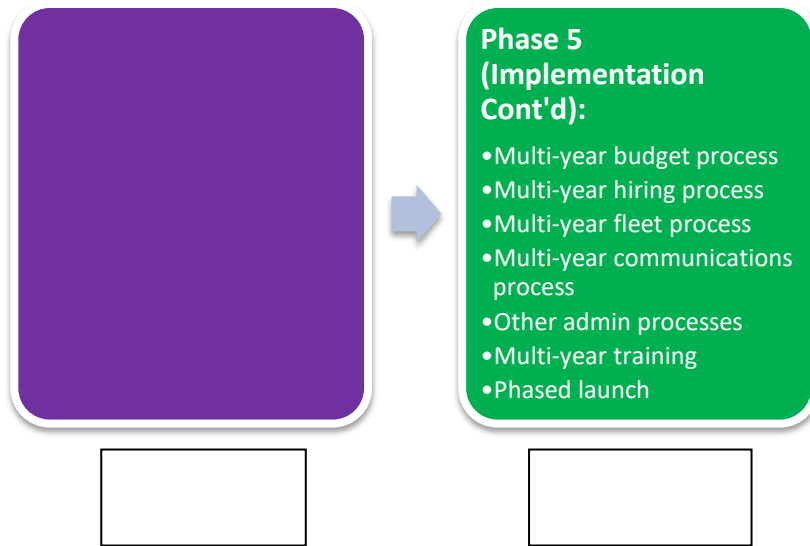 Phase 5
(Implementation
Cont'd):
•Multi-year budget process
•Multi-year hiring process
•Multi-year fleet process
•Multi-year communications
process
•Other admin processes
•Multi-year training
•Phased launch